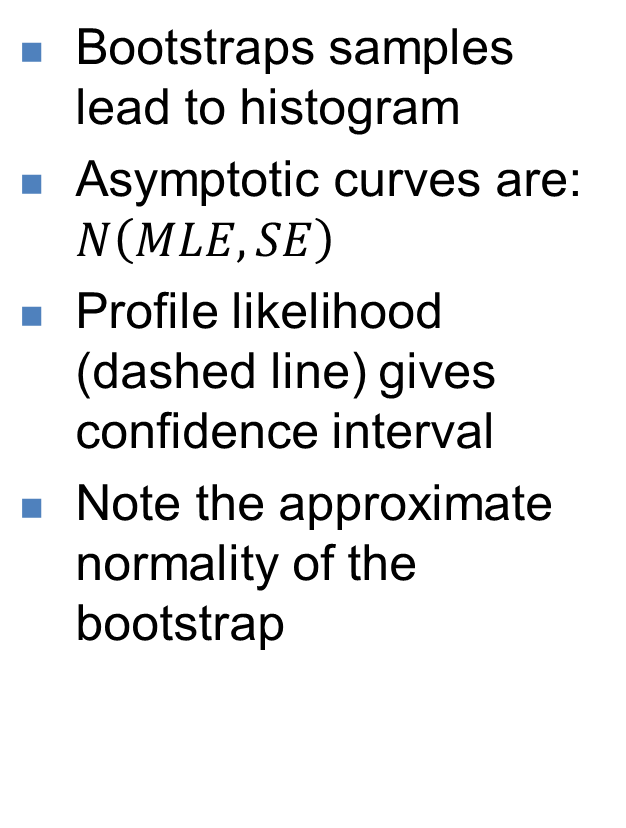 Bootstraps samples
lead to histogram
Asymptotic curves are:
N(MLE, SE)
Profile likelihood
(dashed line) gives
confidence interval
Note the approximate
normality of the
bootstrap